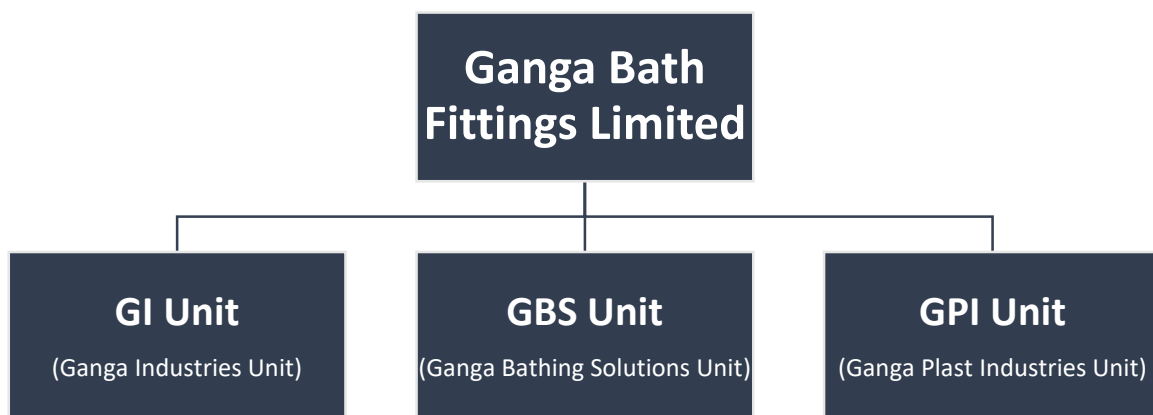 Ganga Bath
Fittings Limited
GI Unit
(Ganga Industries Unit)
GBS Unit
(Ganga Bathing Solutions Unit)
GPI Unit
(Ganga Plast Industries Unit)